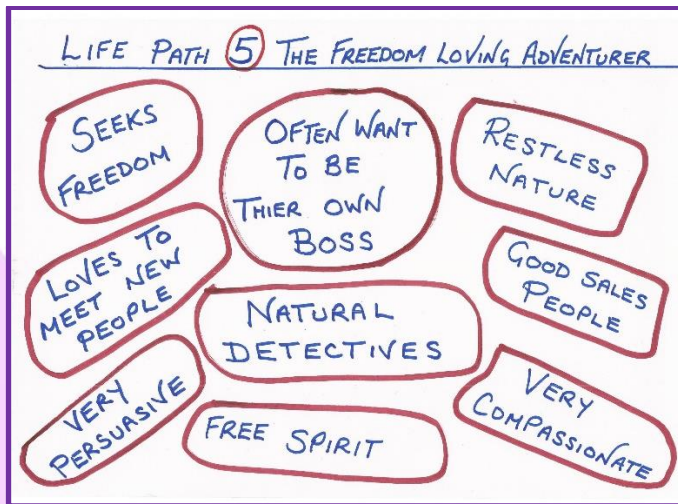 LIFE PATH 5 THE FREEDOM LOVING ADVENTURER
SEEKS
FREEDOM
OFTEN WANT
TO BE
THIER OWN
BOSS
RESTLESS
NATURE
LOVES TO
MEET NEW
PEOPLE
NATURAL
DETECTIVES
GOOD SALES
PEOPLE
VERY
PERSUASIVE
FREE SPIRIT
VERY
COMPASSIONATE